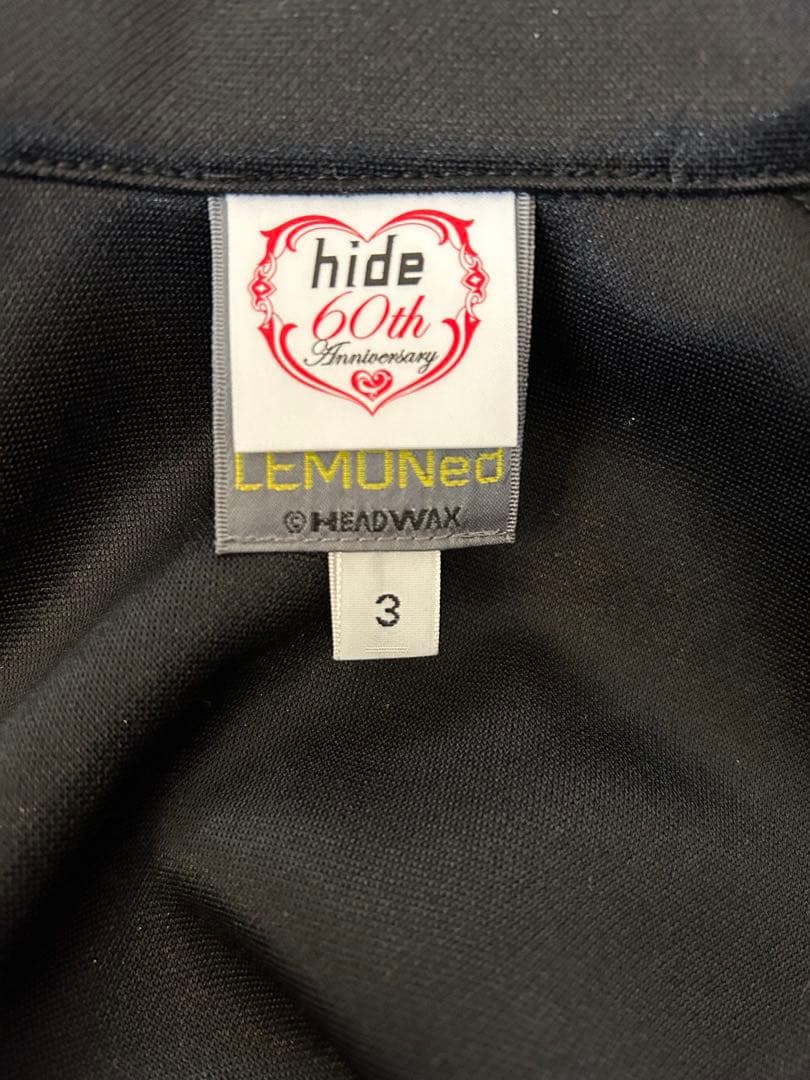 hide
60th
Anniversary
LEMONed
©HEADWAX
3